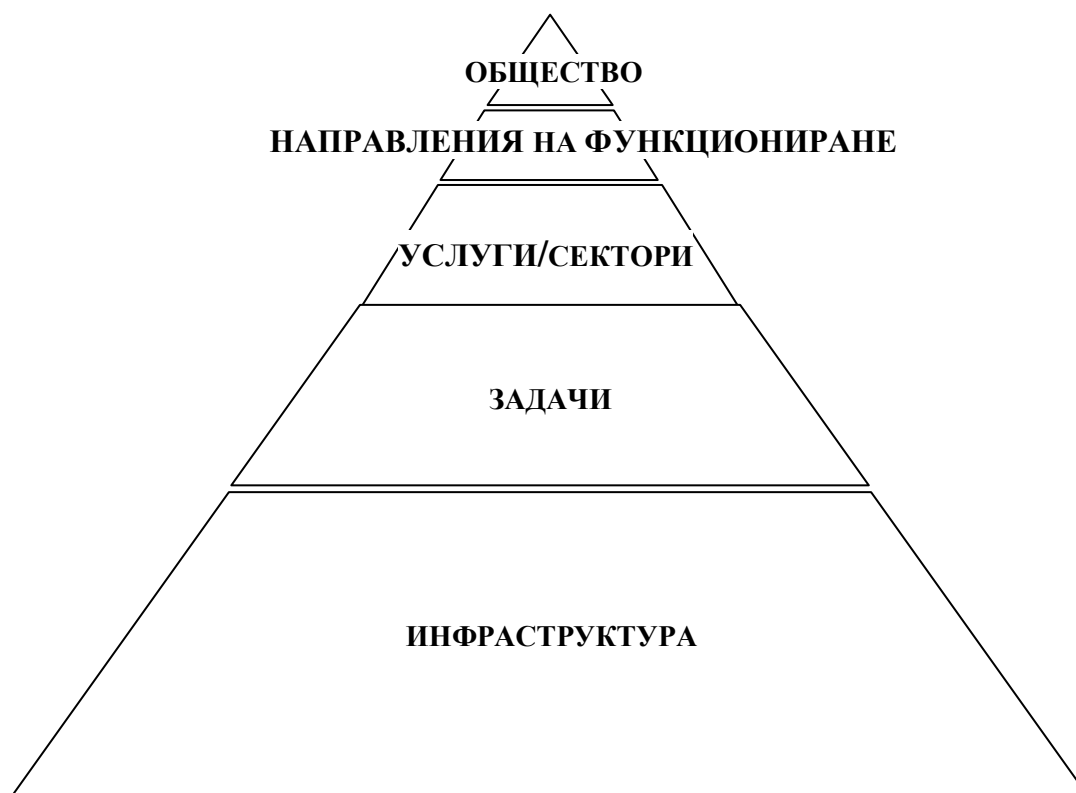 ОБЩЕСТВО
НАПРАВЛЕНИЯ НА ФУНКЦИОНИРАНЕ
УСЛУГИ/СЕКТОРИ
ЗАДАЧИ
ИНФРАСТРУКТУРА